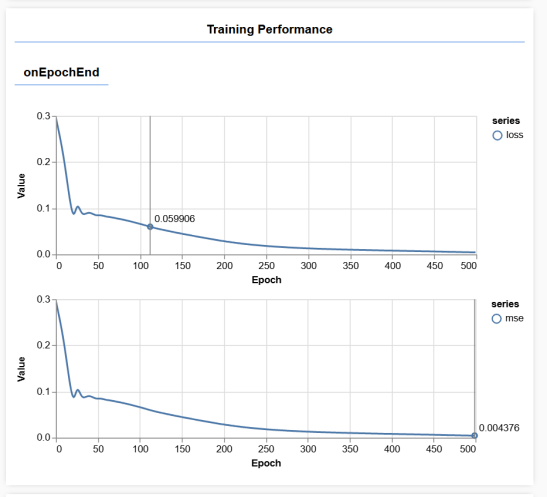 Training Performance
onEpochEnd
0.3
0.2
0.1
0.0
Value
0.059906
0 50 100 150 200 250 300 350 400 450 500
Epoch
series
loss
0.3
0.2
0.1
0.0
Value
0.004376
0 50 100 150 200 250 300 350 400 450 500
Epoch
series
mse